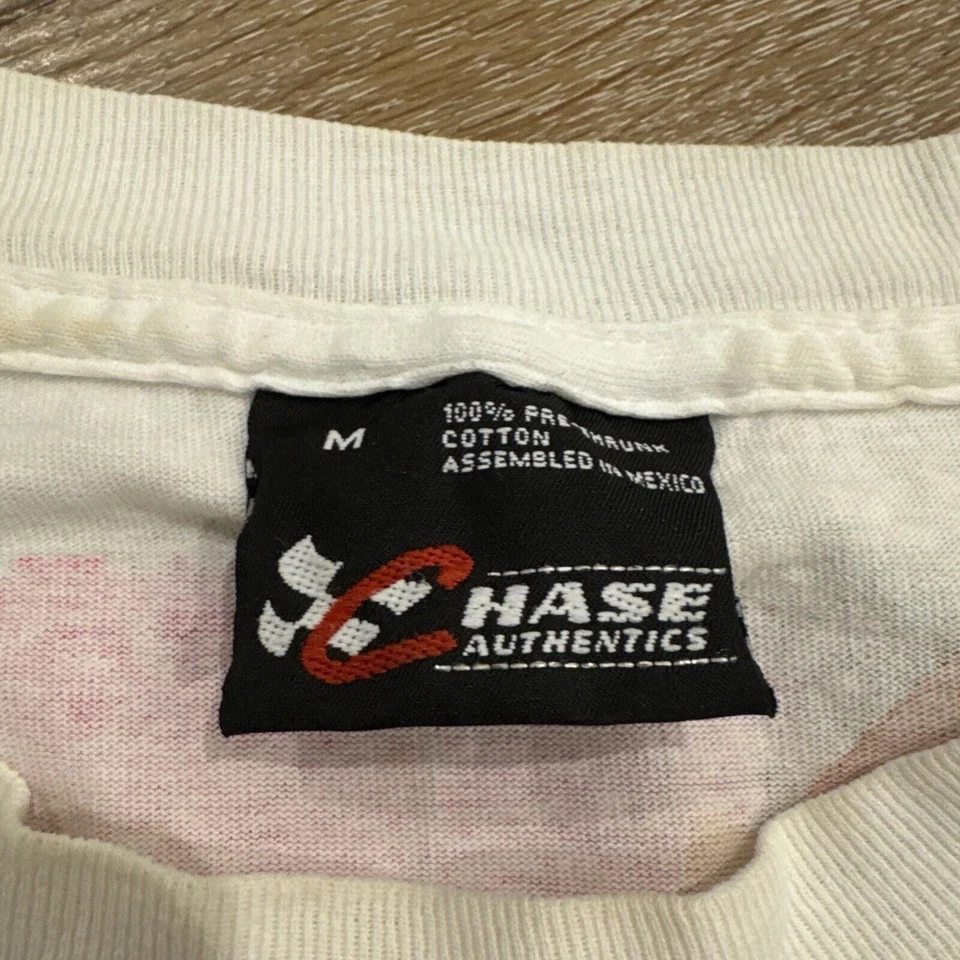 M
100% PRE-SHRUNK
COTTON
ASSEMBLED IN MEXICO
CHASE
AUTHENTICS